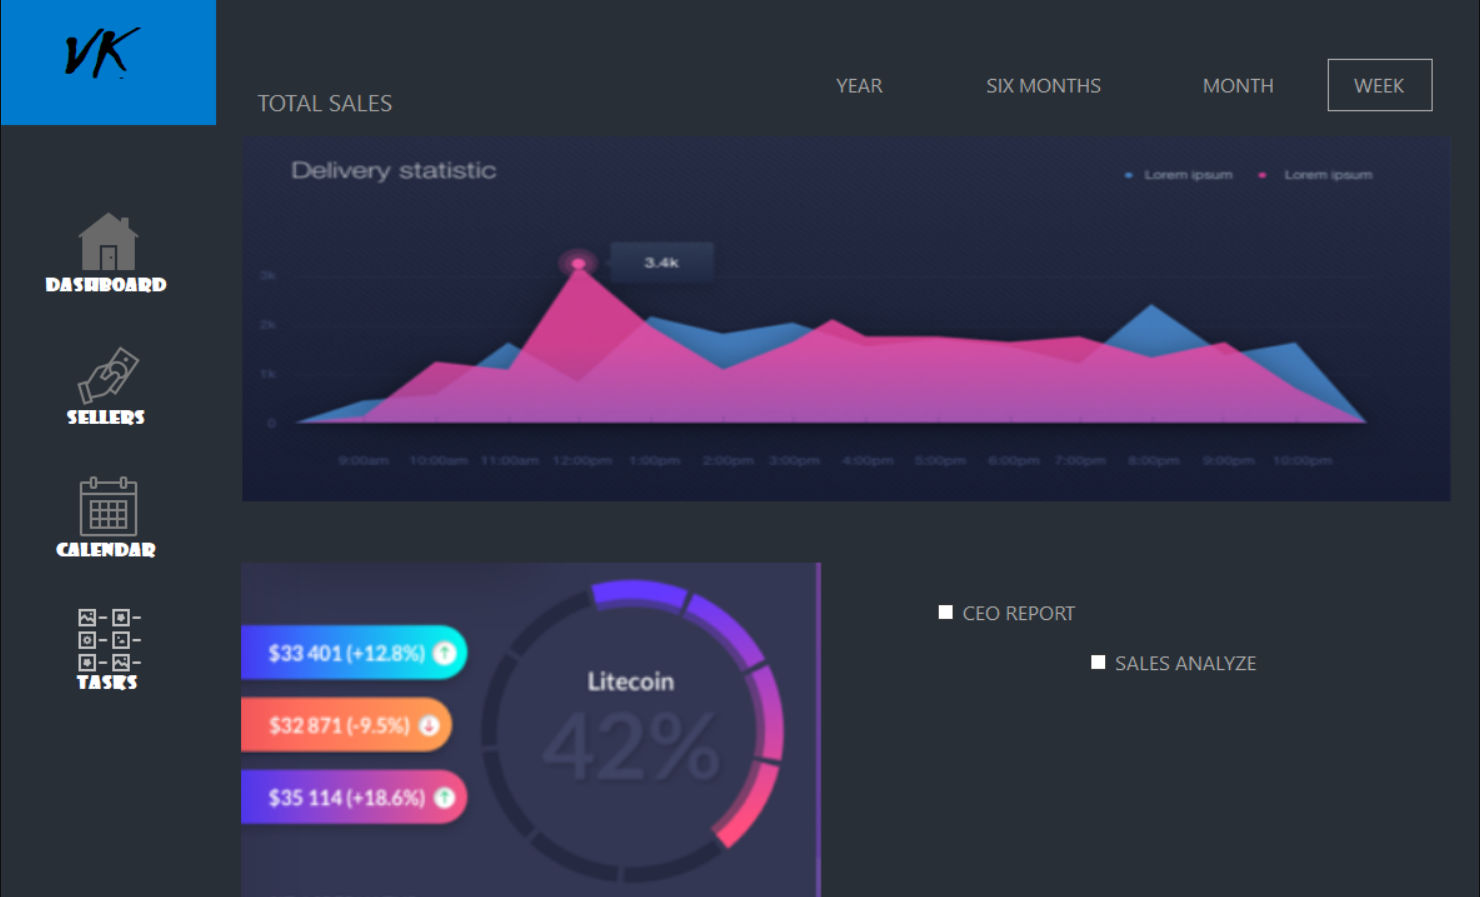 VK
YEAR SIX MONTHS MONTH WEEK
TOTAL SALES
Delivery statistic
Lorem ipsum Lorem ipsum
3.4k
3k
2k
1k
0
9:00am 10:00am 11:00am 12:00pm 1:00pm 2:00pm 3:00pm 4:00pm 5:00pm 6:00pm 7:00pm 8:00pm 9:00pm 10:00pm
DASHBOARD
SELLERS
CALENDAR
TASKS
$33 401 (+12.8%)
$32 871 (-9.5%)
$35 114 (+18.6%)
Litecoin
42%
CEO REPORT
SALES ANALYZE